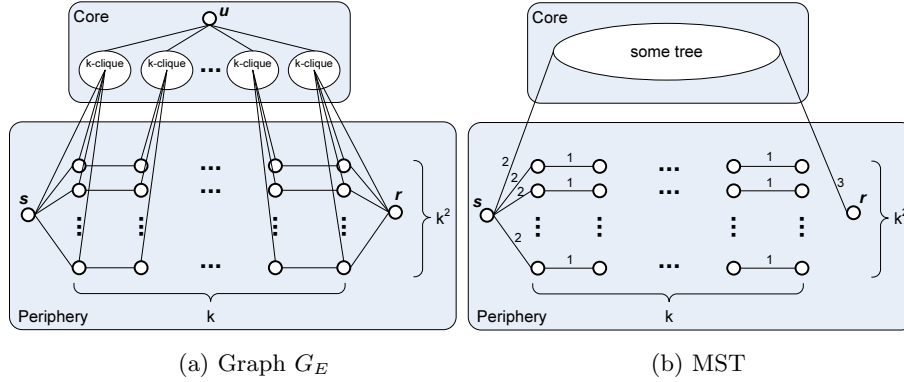 Core
u
k-clique k-clique ... k-clique k-clique
s
...
...
...
r
k²
k
Periphery
(a) Graph G_E
Core
some tree
2
2
2
2
3
1 ... 1
1 ... 1
s
r
k²
1 ... 1
k
Periphery
(b) MST